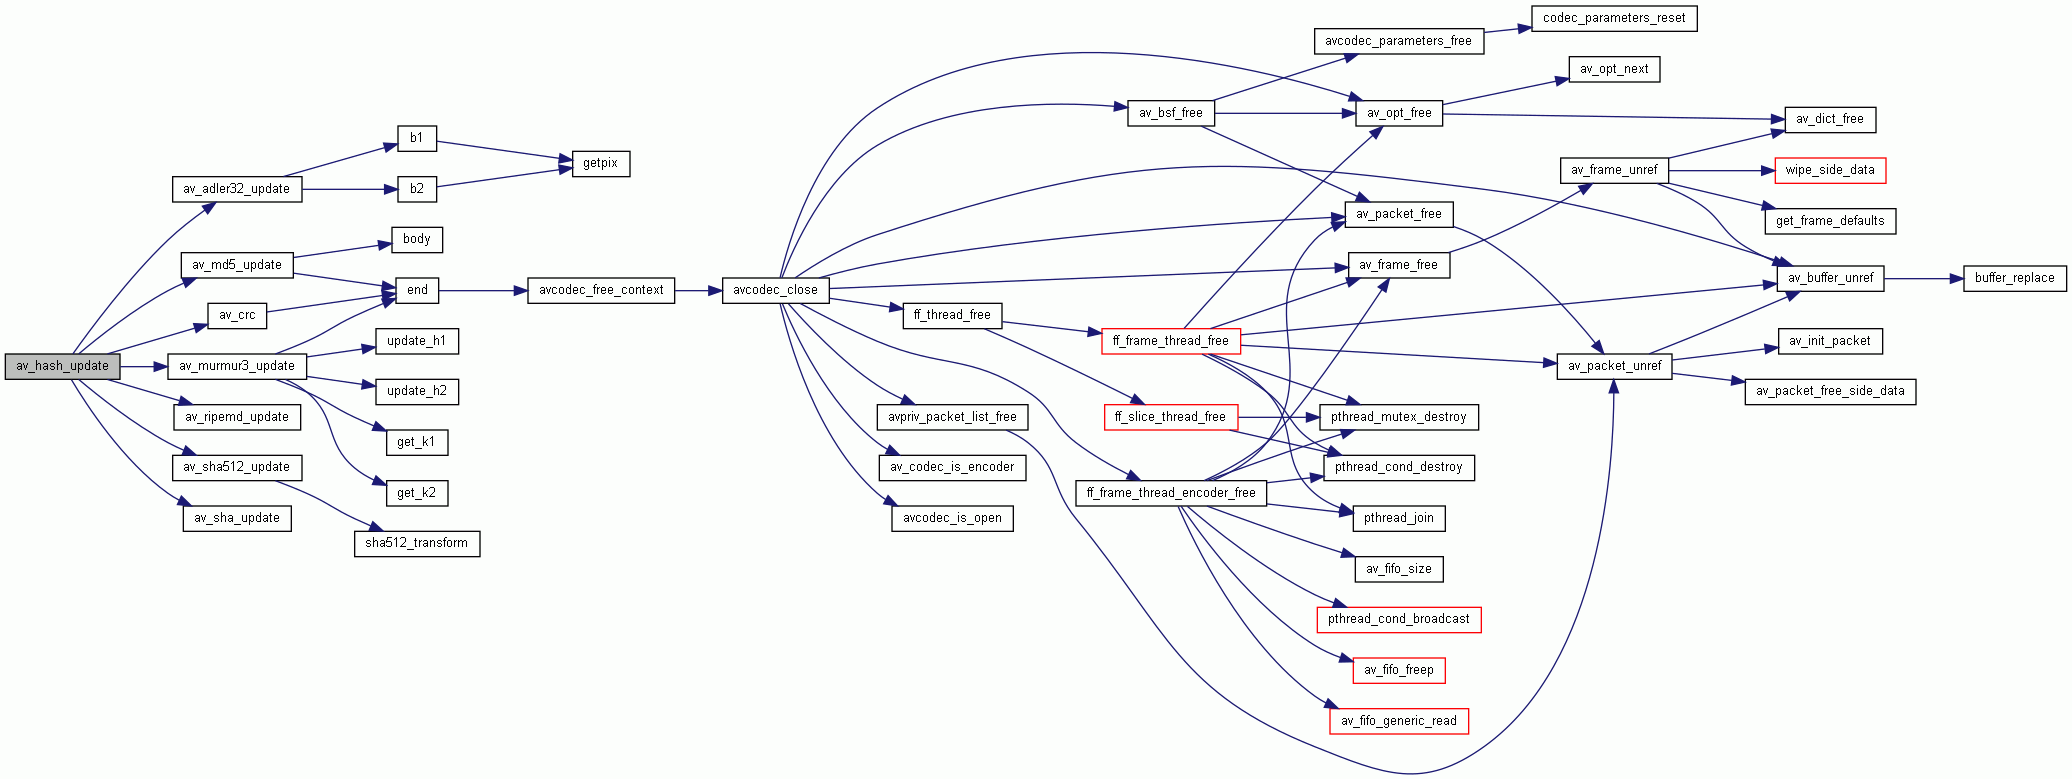 codec_parameters_reset
avcodec_parameters_free
av_opt_next
av_bsf_free
av_opt_free
av_dict_free
b1
getpix
av_frame_unref
wipe_side_data
av_adler32_update
b2
av_packet_free
get_frame_defaults
body
av_md5_update
av_frame_free
end
avcodec_free_context
avcodec_close
av_buffer_unref
buffer_replace
av_crc
ff_thread_free
update_h1
ff_frame_thread_free
av_init_packet
av_hash_update
av_murmur3_update
av_packet_unref
update_h2
av_packet_free_side_data
av_ripemd_update
avpriv_packet_list_free
ff_slice_thread_free
pthread_mutex_destroy
get_k1
av_sha512_update
av_codec_is_encoder
pthread_cond_destroy
get_k2
ff_frame_thread_encoder_free
av_sha_update
avcodec_is_open
pthread_join
sha512_transform
av_fifo_size
pthread_cond_broadcast
av_fifo_freep
av_fifo_generic_read